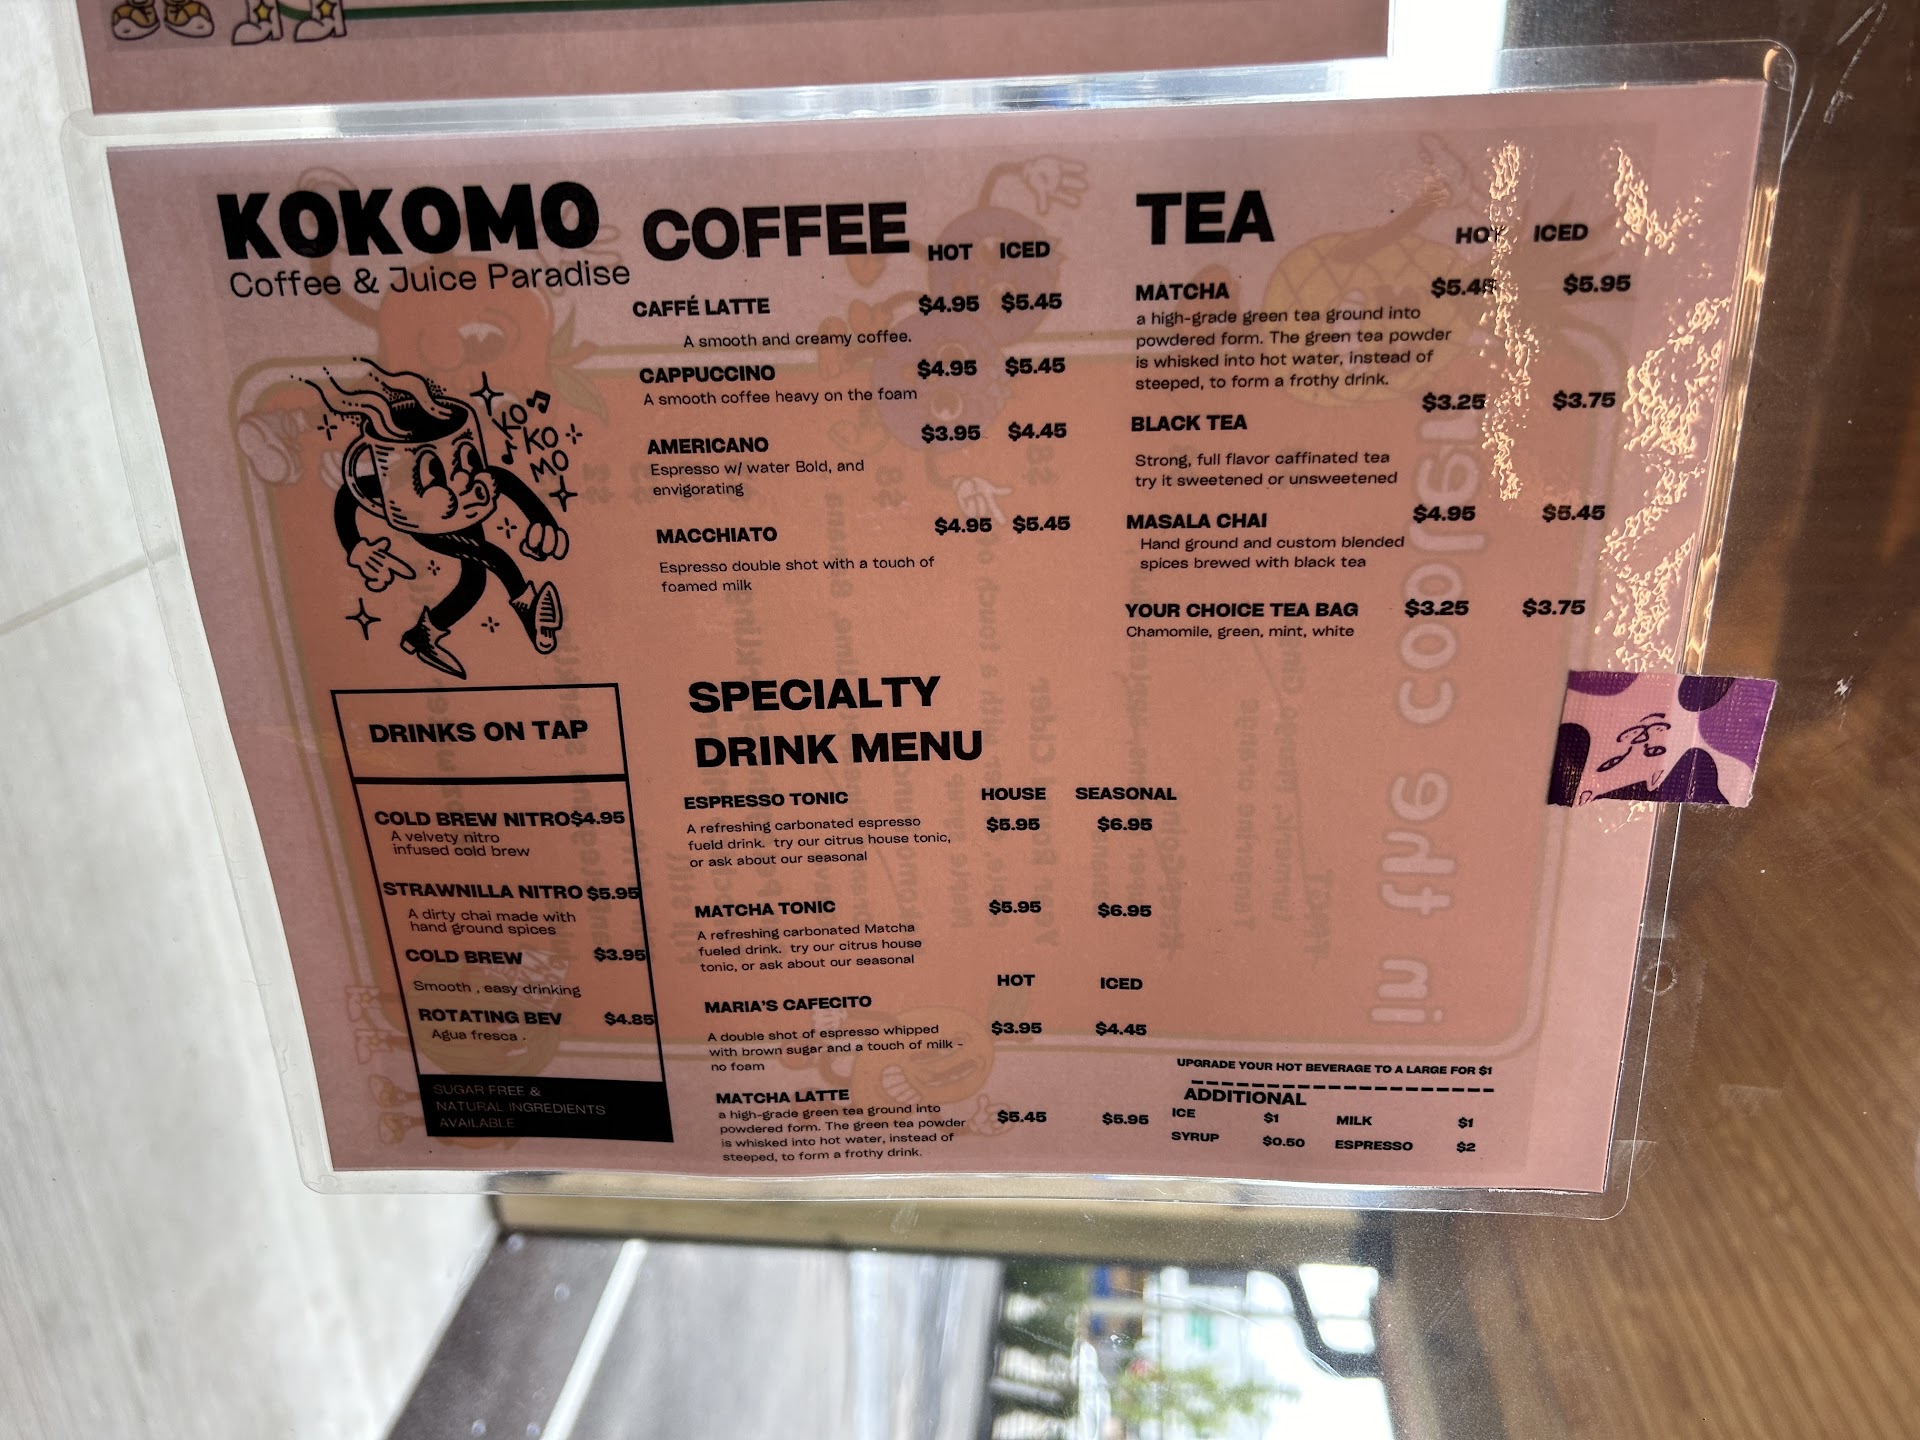 KOKOMO
Coffee & Juice Paradise
KO
KO
MO
DRINKS ON TAP
COLD BREW NITRO $4.95
A velvety nitro
infused cold brew
STRAWNILLA NITRO $5.95
A dirty chai made with
hand ground spices
COLD BREW $3.95
Smooth , easy drinking
ROTATING BEV $4.85
Agua fresca .
SUGAR FREE &
NATURAL INGREDIENTS
AVAILABLE
COFFEE HOT ICED
CAFFÉ LATTE $4.95 $5.45
A smooth and creamy coffee.
CAPPUCCINO $4.95 $5.45
A smooth coffee heavy on the foam
AMERICANO $3.95 $4.45
Espresso w/ water Bold, and
envigorating
MACCHIATO $4.95 $5.45
Espresso double shot with a touch of
foamed milk
SPECIALTY
DRINK MENU
ESPRESSO TONIC HOUSE SEASONAL
$5.95 $6.95
A refreshing carbonated espresso
fueld drink. try our citrus house tonic,
or ask about our seasonal
MATCHA TONIC $5.95 $6.95
A refreshing carbonated Matcha
fueled drink. try our citrus house
tonic, or ask about our seasonal
HOT ICED
MARIA'S CAFECITO $3.95 $4.45
A double shot of espresso whipped
with brown sugar and a touch of milk -
no foam
MATCHA LATTE $5.45 $5.95
a high-grade green tea ground into
powdered form. The green tea powder
is whisked into hot water, instead of
steeped, to form a frothy drink.
TEA HOT ICED
MATCHA $5.45 $5.95
a high-grade green tea ground into
powdered form. The green tea powder
is whisked into hot water, instead of
steeped, to form a frothy drink.
BLACK TEA $3.25 $3.75
Strong, full flavor caffinated tea
try it sweetened or unsweetened
MASALA CHAI $4.95 $5.45
Hand ground and custom blended
spices brewed with black tea
YOUR CHOICE TEA BAG $3.25 $3.75
Chamomile, green, mint, white
UPGRADE YOUR HOT BEVERAGE TO A LARGE FOR $1
ADDITIONAL
ICE $1 MILK $1
SYRUP $0.50 ESPRESSO $2
in the cooler